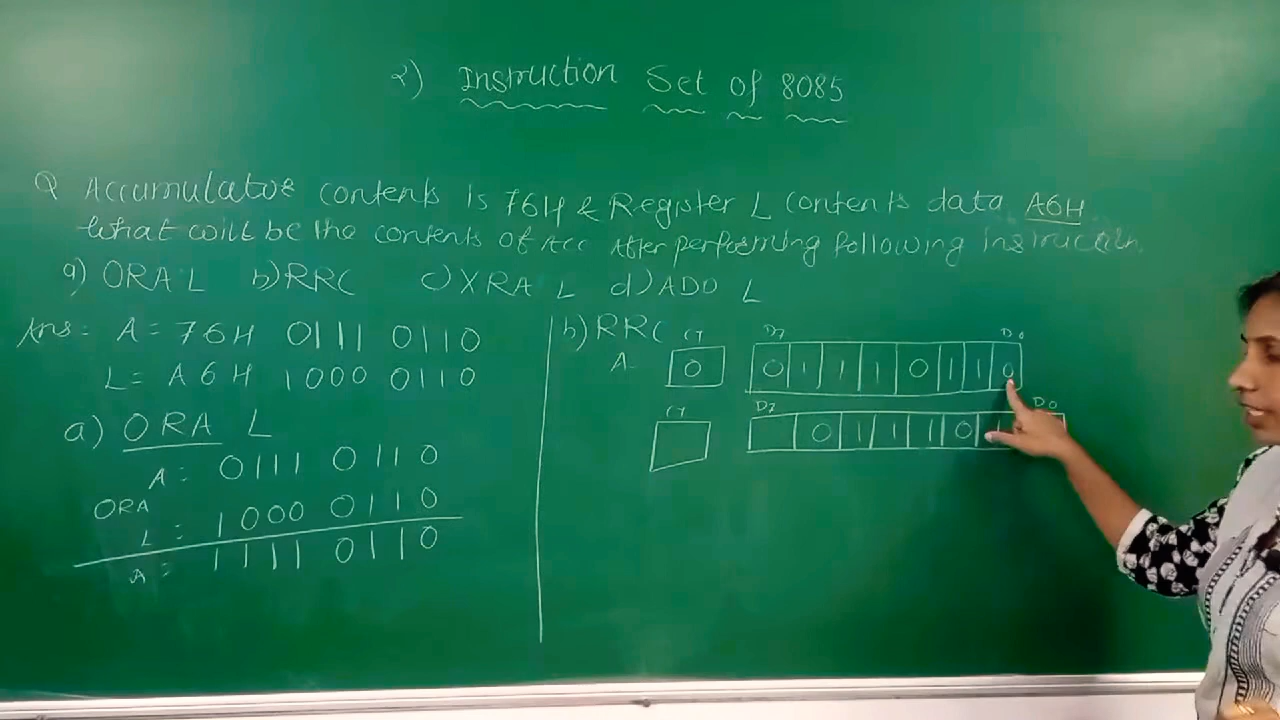 2) Instruction Set of 8085
Q Accumulator contents is 76H & Register L contents data A6H
What will be the contents of Acc After performing following instruction.
a) ORA L b) RRC c) XRA L d) ADD L
Ans = A = 76H 0111 0110
L = A6H 1000 0110
a) ORA L
A = 0111 0110
ORA
L = 1000 0110
A = 1111 0110
b) RRC
CY D7 D0
A 0 0 1 1 1 0 1 1 0
CY D7 D0
0 1 1 1 0 1